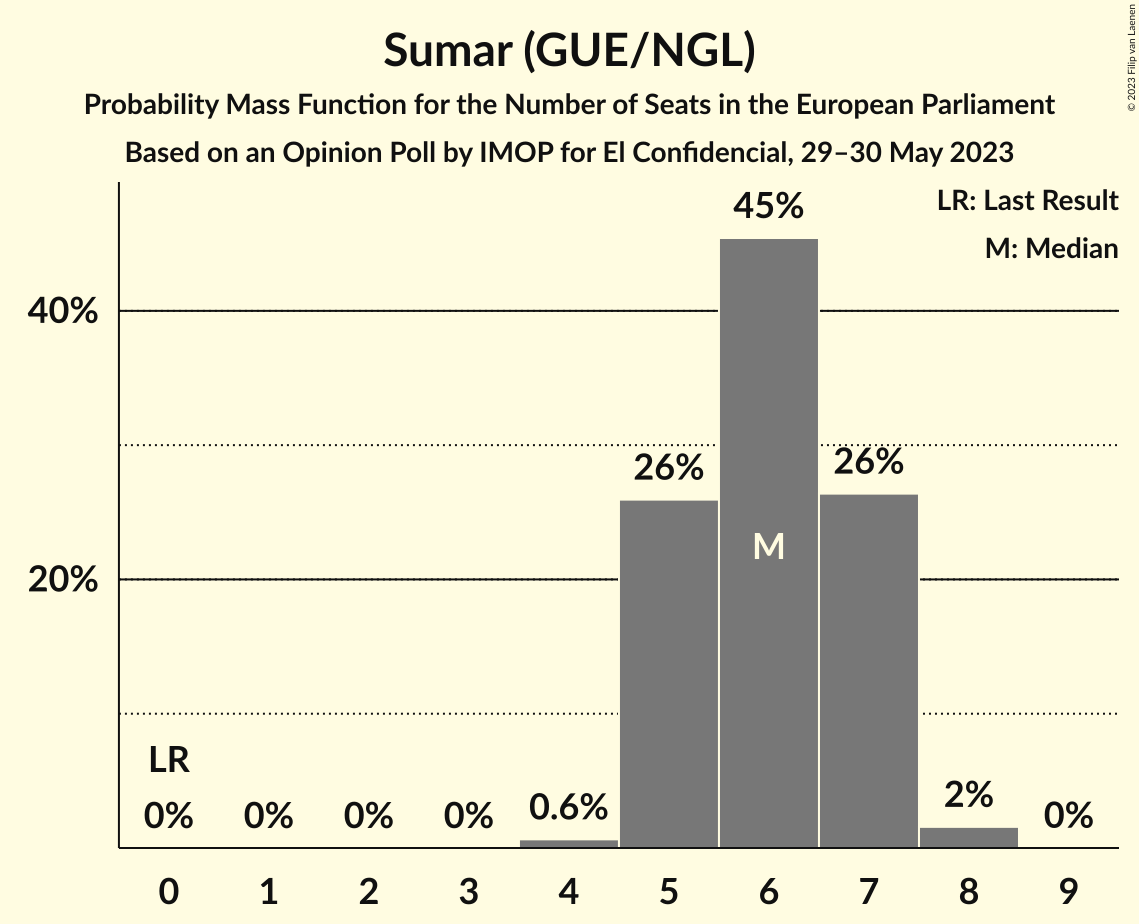 Sumar (GUE/NGL)
Probability Mass Function for the Number of Seats in the European Parliament
Based on an Opinion Poll by IMOP for El Confidencial, 29–30 May 2023
© 2023 Filip van Laenen
LR: Last Result
M: Median
45%
40%
26%
26%
M
20%
LR
0%
0%
0%
0%
0.6%
2%
0%
0
1
2
3
4
5
6
7
8
9